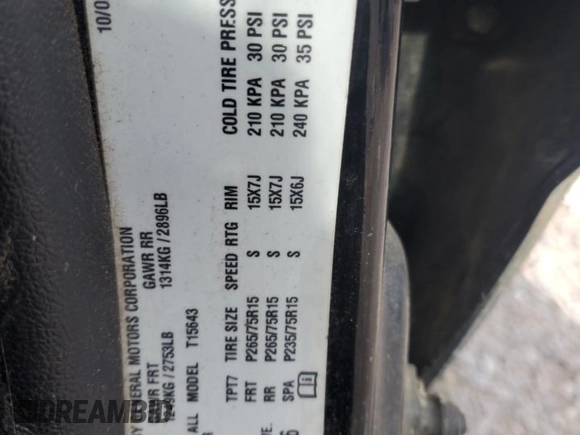 10/0
GENERAL MOTORS CORPORATION
FRT GAWR RR
1249KG/2753LB 1314KG/2896LB
ALL MODEL T15643
TPT7 TIRE SIZE SPEED RTG RIM COLD TIRE PRESS
FRT P265/75R15 S 15X7J 210 KPA 30 PSI
RR P265/75R15 S 15X7J 210 KPA 30 PSI
SPA P235/75R15 S 15X6J 240 KPA 35 PSI
DREAMBID